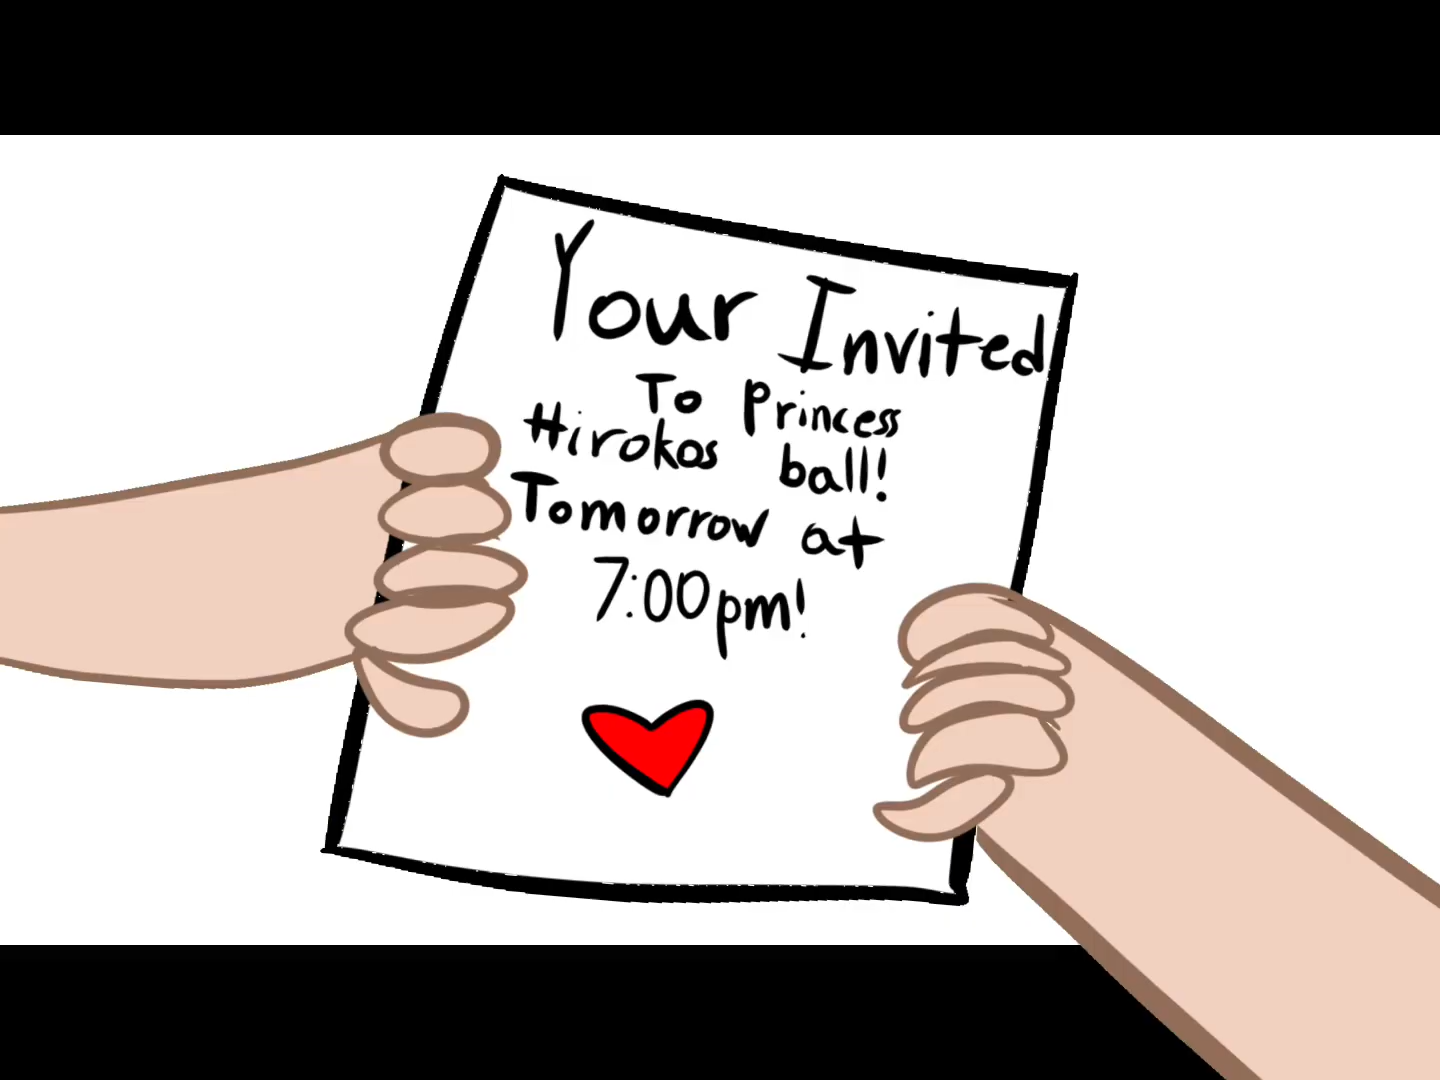 Your Invited
To Princess
Hirokos ball!
Tomorrow at
7:00pm!